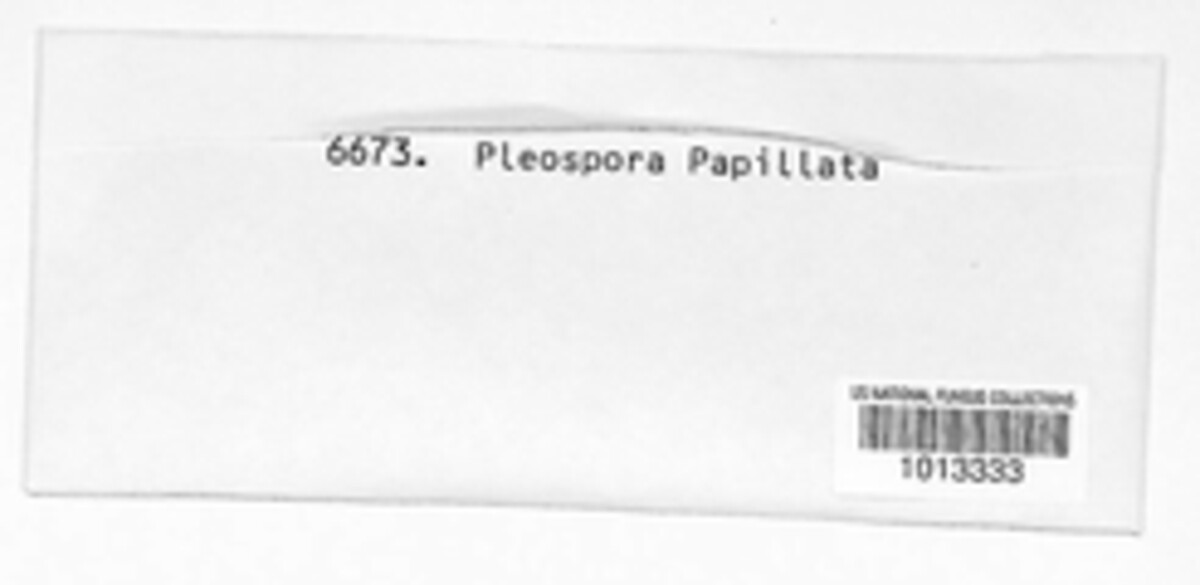 6673. Pleospora Papillata
US NATIONAL FUNGUS COLLECTIONS
1013333